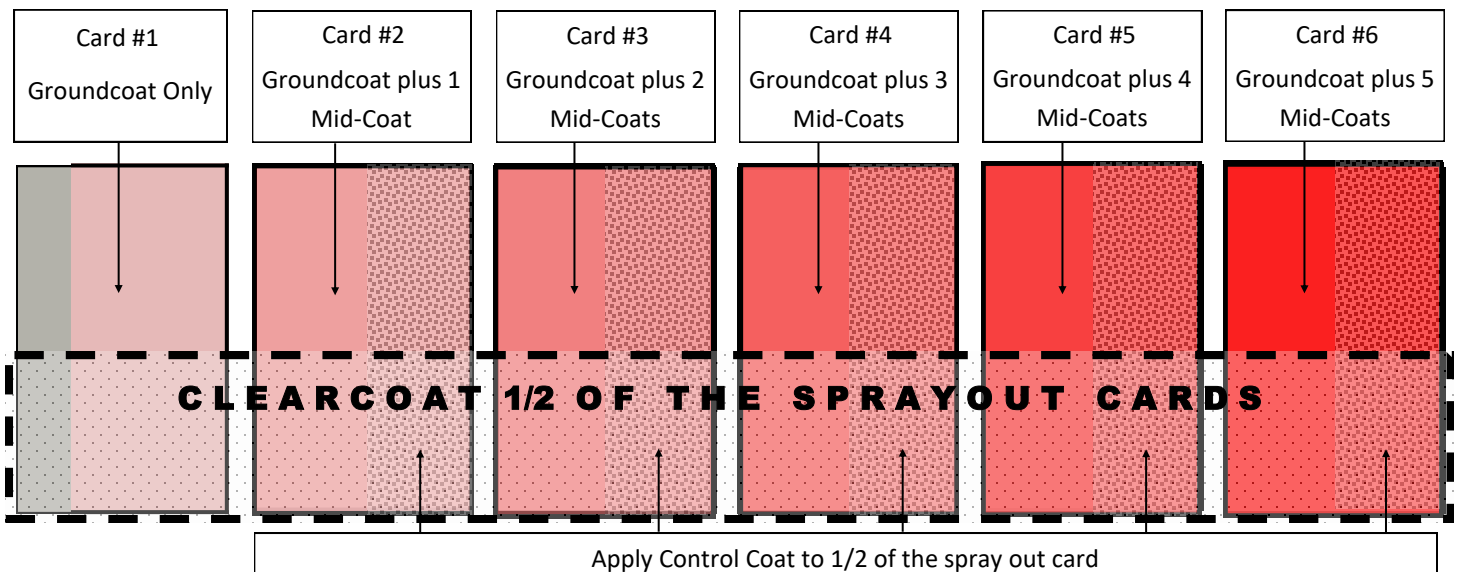 Card #1
Groundcoat Only
Card #2
Groundcoat plus 1
Mid-Coat
Card #3
Groundcoat plus 2
Mid-Coats
Card #4
Groundcoat plus 3
Mid-Coats
Card #5
Groundcoat plus 4
Mid-Coats
Card #6
Groundcoat plus 5
Mid-Coats
CLEARCOAT 1/2 OF THE SPRAYOUT CARDS
Apply Control Coat to 1/2 of the spray out card